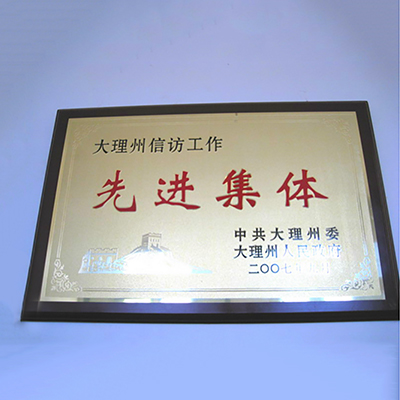 大理州信访工作
先进集体
中共大理州委
大理州人民政府
二〇〇七年